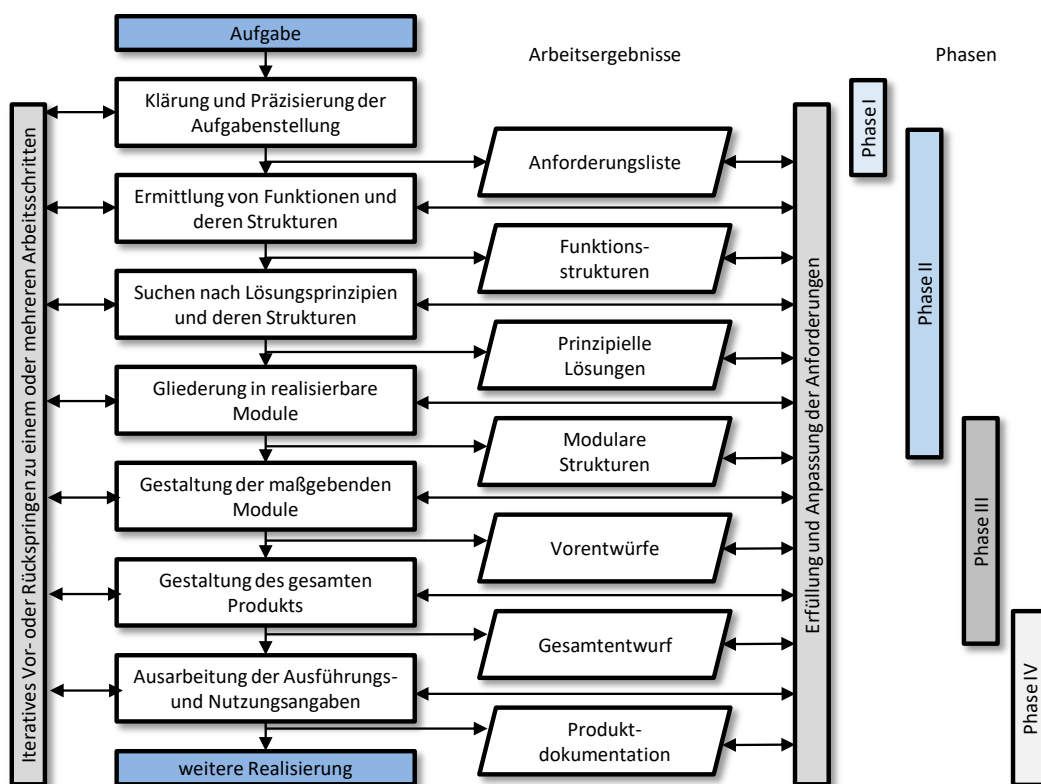 Aufgabe
Arbeitsergebnisse
Phasen
Klärung und Präzisierung der
Aufgabenstellung
Anforderungsliste
Ermittlung von Funktionen und
deren Strukturen
Funktions-
strukturen
Suchen nach Lösungsprinzipien
und deren Strukturen
Prinzipielle
Lösungen
Gliederung in realisierbare
Module
Modulare
Strukturen
Gestaltung der maßgebenden
Module
Vorentwürfe
Gestaltung des gesamten
Produkts
Gesamtentwurf
Ausarbeitung der Ausführungs-
und Nutzungsangaben
Produkt-
dokumentation
weitere Realisierung
Iteratives Vor- oder Rückspringen zu einem oder mehreren Arbeitsschritten
Erfüllung und Anpassung der Anforderungen
Phase I
Phase II
Phase III
Phase IV